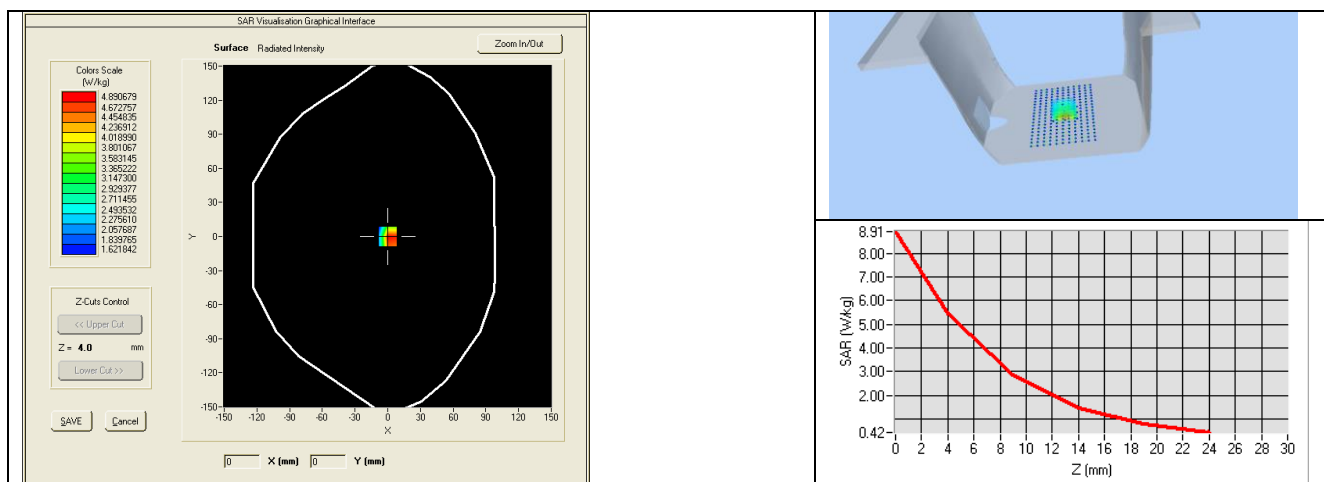 SAR Visualisation Graphical Interface
Surface Radiated Intensity
Zoom In/Out
Colors Scale
(W/kg)
4.890679
4.672757
4.454835
4.236912
4.018990
3.801067
3.583145
3.365222
3.147300
2.929377
2.711455
2.493532
2.275610
2.057687
1.839765
1.621842
Z-Cuts Control
<< Upper Cut
Z = 4.0 mm
Lower Cut >>
SAVE Cancel
150
120
90
60
30
0
-30
-60
-90
-120
-150
Y
-150 -120 -90 -60 -30 0 30 60 90 120 150
X
0 X (mm) 0 Y (mm)
8.91
8.00
6.00
5.00
4.00
3.00
2.00
0.42
SAR (W/kg)
0 2 4 6 8 10 12 14 16 18 20 22 24 26 28 30
Z (mm)